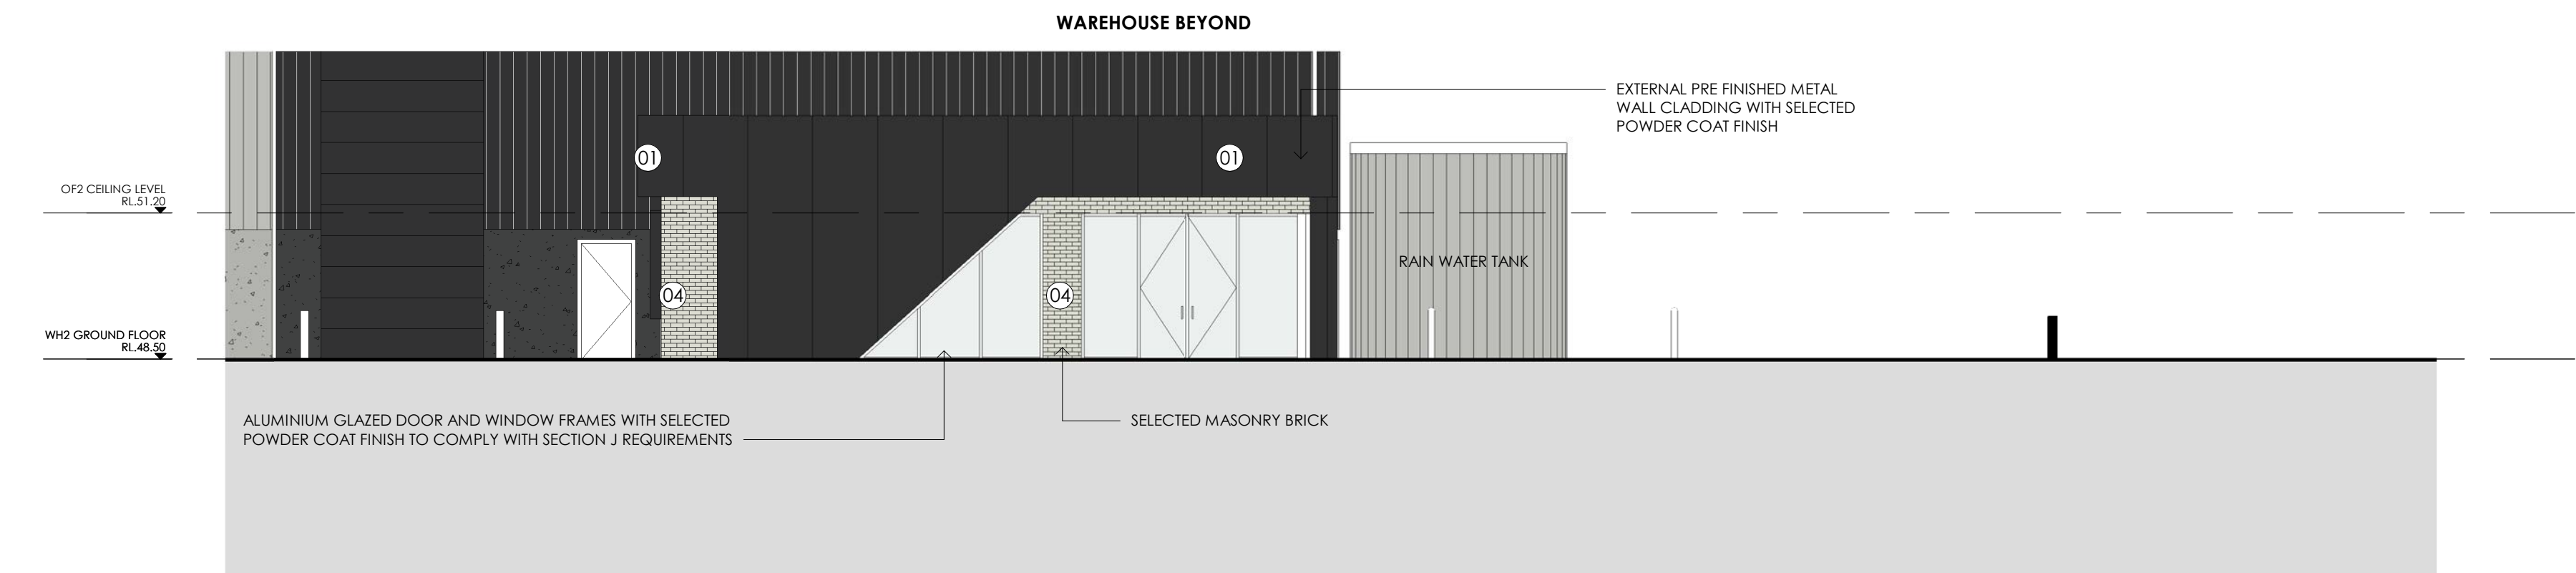 WAREHOUSE BEYOND
EXTERNAL PRE FINISHED METAL
WALL CLADDING WITH SELECTED
POWDER COAT FINISH
01
01
OF2 CEILING LEVEL
RL.51.20
RAIN WATER TANK
04
04
WH2 GROUND FLOOR
RL.48.50
ALUMINIUM GLAZED DOOR AND WINDOW FRAMES WITH SELECTED
POWDER COAT FINISH TO COMPLY WITH SECTION J REQUIREMENTS
SELECTED MASONRY BRICK